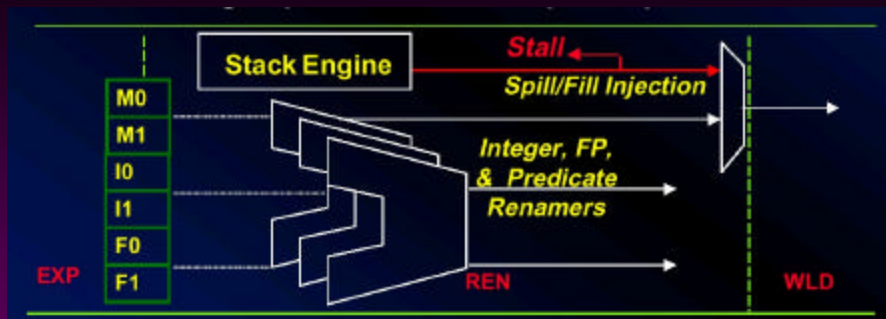 Stack Engine
Stall
Spill/Fill Injection
M0
M1
I0
I1
F0
F1
Integer, FP,
& Predicate
Renamers
EXP
REN
WLD